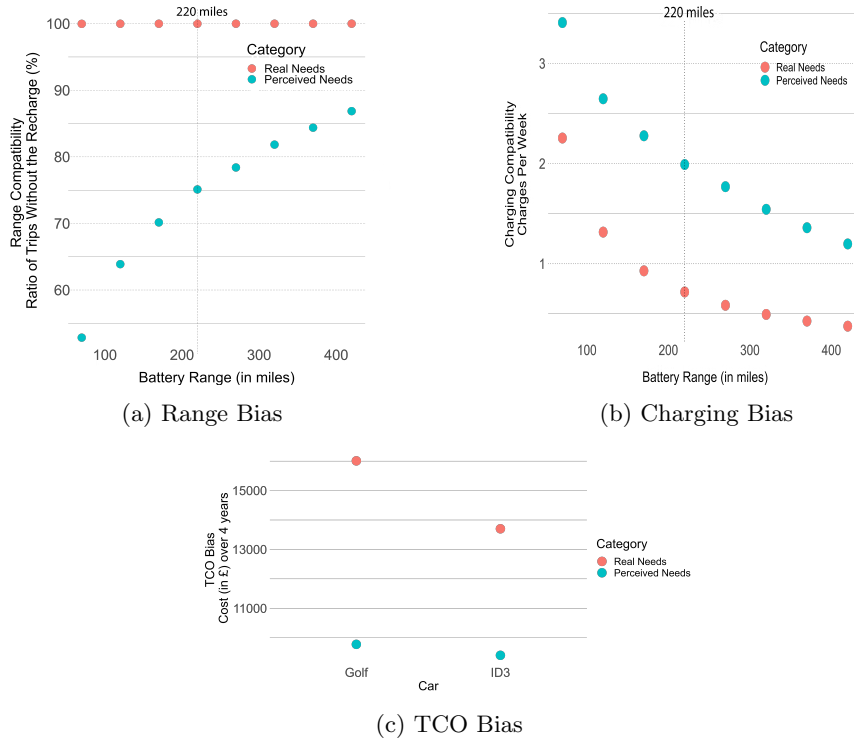 220 miles
100
90
80
70
60
Range Compatibility
Ratio of Trips Without the Recharge (%)
Category
Real Needs
Perceived Needs
100
200
300
400
Battery Range (in miles)
(a) Range Bias
220 miles
3
2
1
Charging Compatibility
Charges Per Week
Category
Real Needs
Perceived Needs
100
200
300
400
Battery Range (in miles)
(b) Charging Bias
15000
13000
11000
TCO Bias
Cost (in £) over 4 years
Category
Real Needs
Perceived Needs
Golf
ID3
Car
(c) TCO Bias